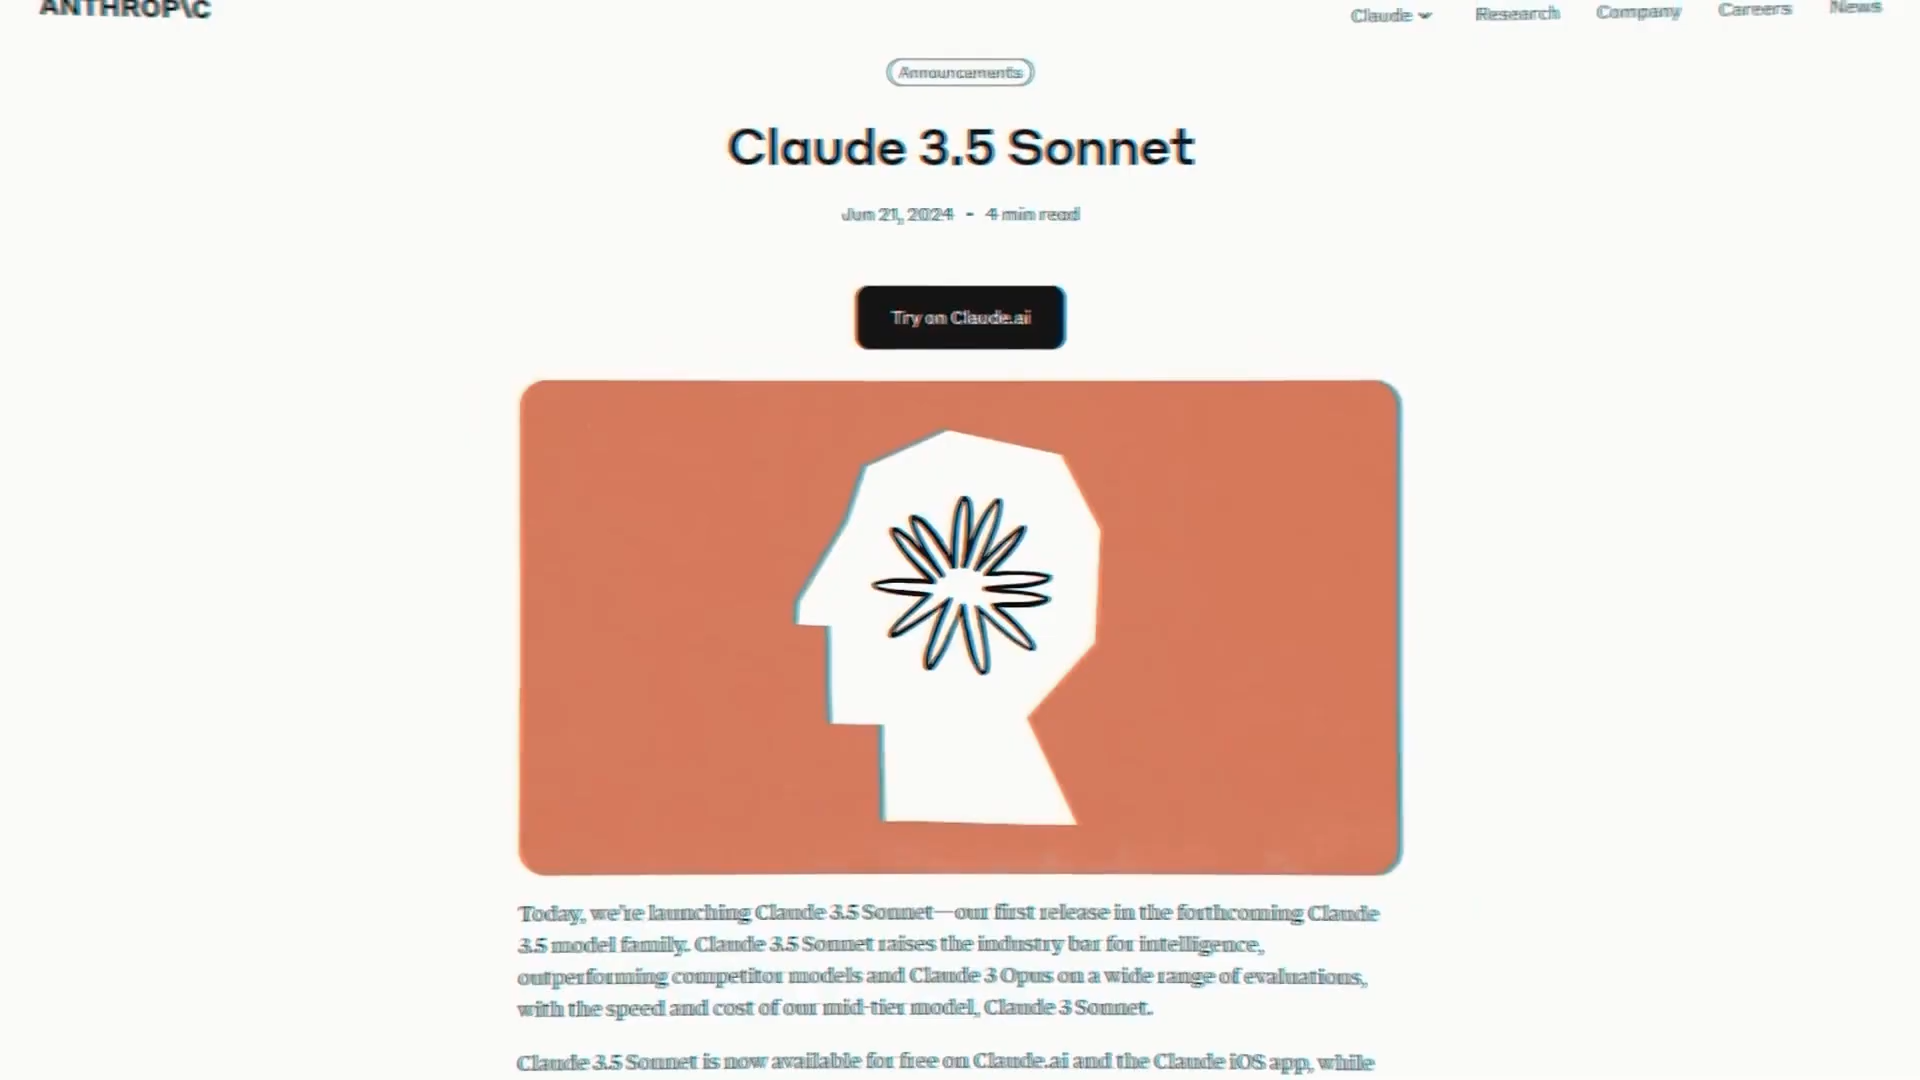 ANTHROP\C
Claude Research Company Careers News
Announcements
Claude 3.5 Sonnet
Jun 21, 2024 • 4 min read
Try on Claude.ai
Today, we're launching Claude 3.5 Sonnet—our first release in the forthcoming Claude
3.5 model family. Claude 3.5 Sonnet raises the industry bar for intelligence,
outperforming competitor models and Claude 3 Opus on a wide range of evaluations,
with the speed and cost of our mid-tier model, Claude 3 Sonnet.
Claude 3.5 Sonnet is now available for free on Claude.ai and the Claude iOS app, while